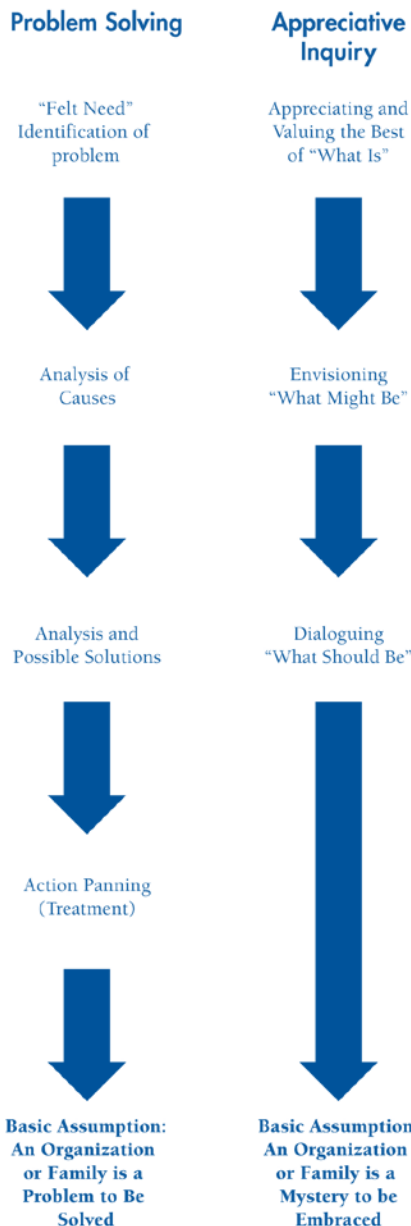 Problem Solving
"Felt Need"
Identification of
problem
Analysis of
Causes
Analysis and
Possible Solutions
Action Panning
(Treatment)
Basic Assumption:
An Organization
or Family is a
Problem to Be
Solved
Appreciative
Inquiry
Appreciating and
Valuing the Best
of "What Is"
Envisioning
"What Might Be"
Dialoguing
"What Should Be"
Basic Assumption
An Organization
or Family is a
Mystery to be
Embraced